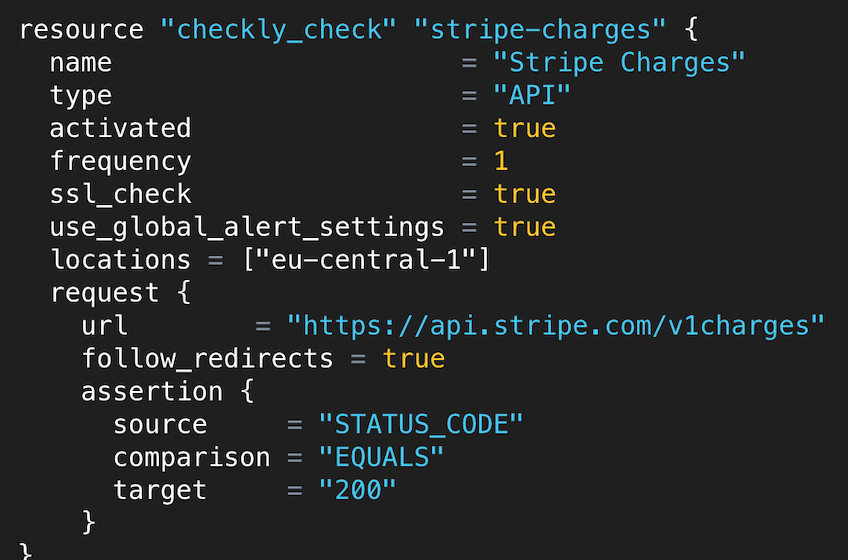 resource "checkly_check" "stripe-charges" {
  name                      = "Stripe Charges"
  type                      = "API"
  activated                 = true
  frequency                 = 1
  ssl_check                 = true
  use_global_alert_settings = true
  locations = ["eu-central-1"]
  request {
    url        = "https://api.stripe.com/v1charges"
    follow_redirects = true
    assertion {
      source     = "STATUS_CODE"
      comparison = "EQUALS"
      target     = "200"
    }
}